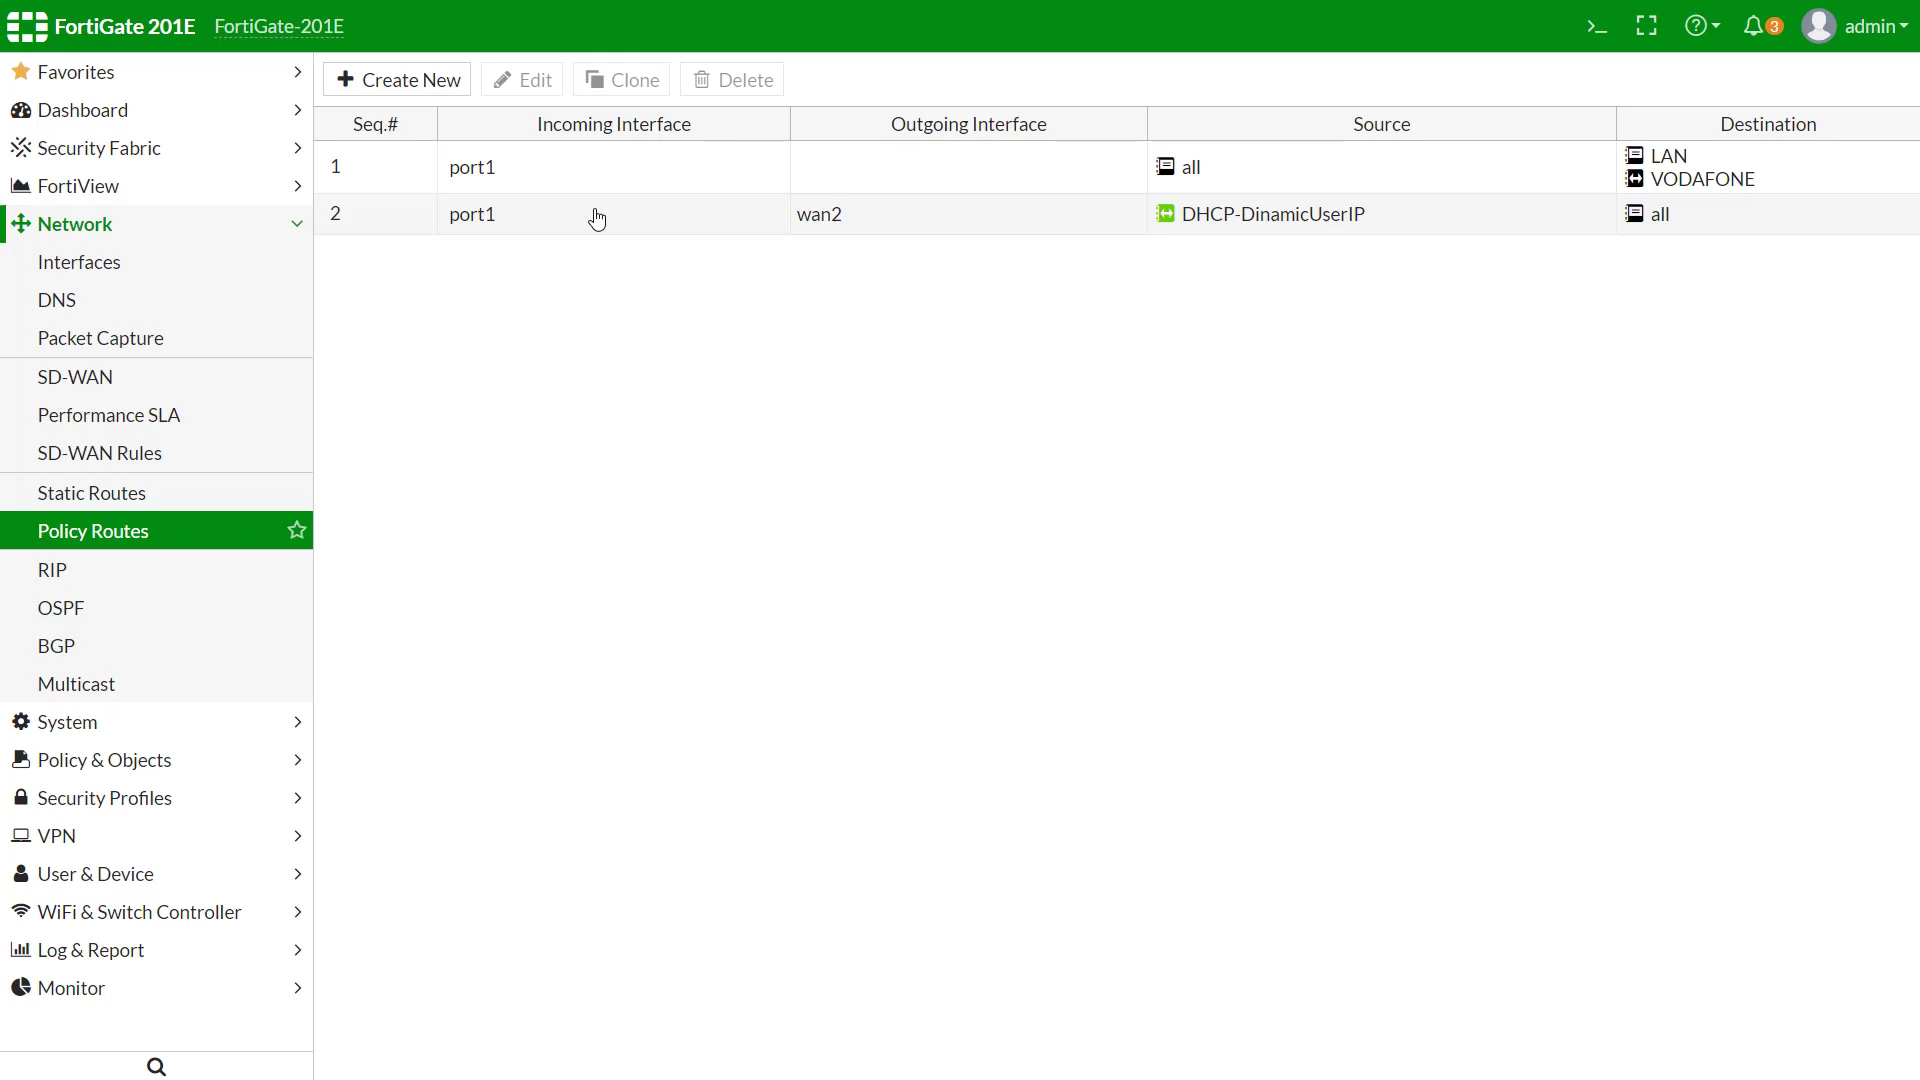 FortiGate 201E FortiGate-201E >_ 3 admin
Favorites
Dashboard
Security Fabric
FortiView
Network
Interfaces
DNS
Packet Capture
SD-WAN
Performance SLA
SD-WAN Rules
Static Routes
Policy Routes
RIP
OSPF
BGP
Multicast
System
Policy & Objects
Security Profiles
VPN
User & Device
WiFi & Switch Controller
Log & Report
Monitor
Create New Edit Clone Delete
Seq.# Incoming Interface Outgoing Interface Source Destination
1 port1 all LAN
VODAFONE
2 port1 wan2 DHCP-DinamicUserIP all